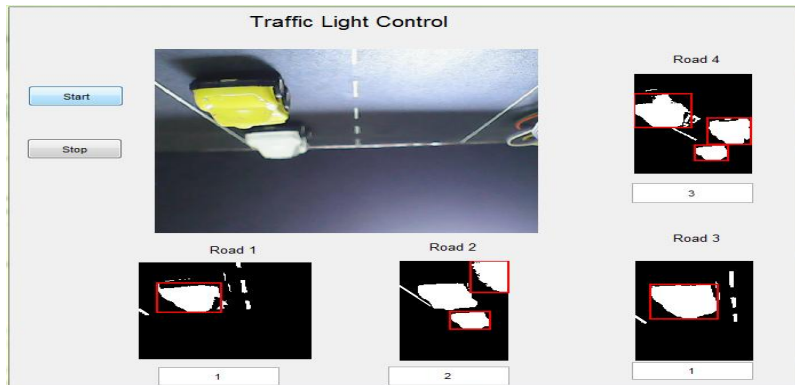 Traffic Light Control
Road 4
Start
Stop
3
Road 1
Road 2
Road 3
1
2
1